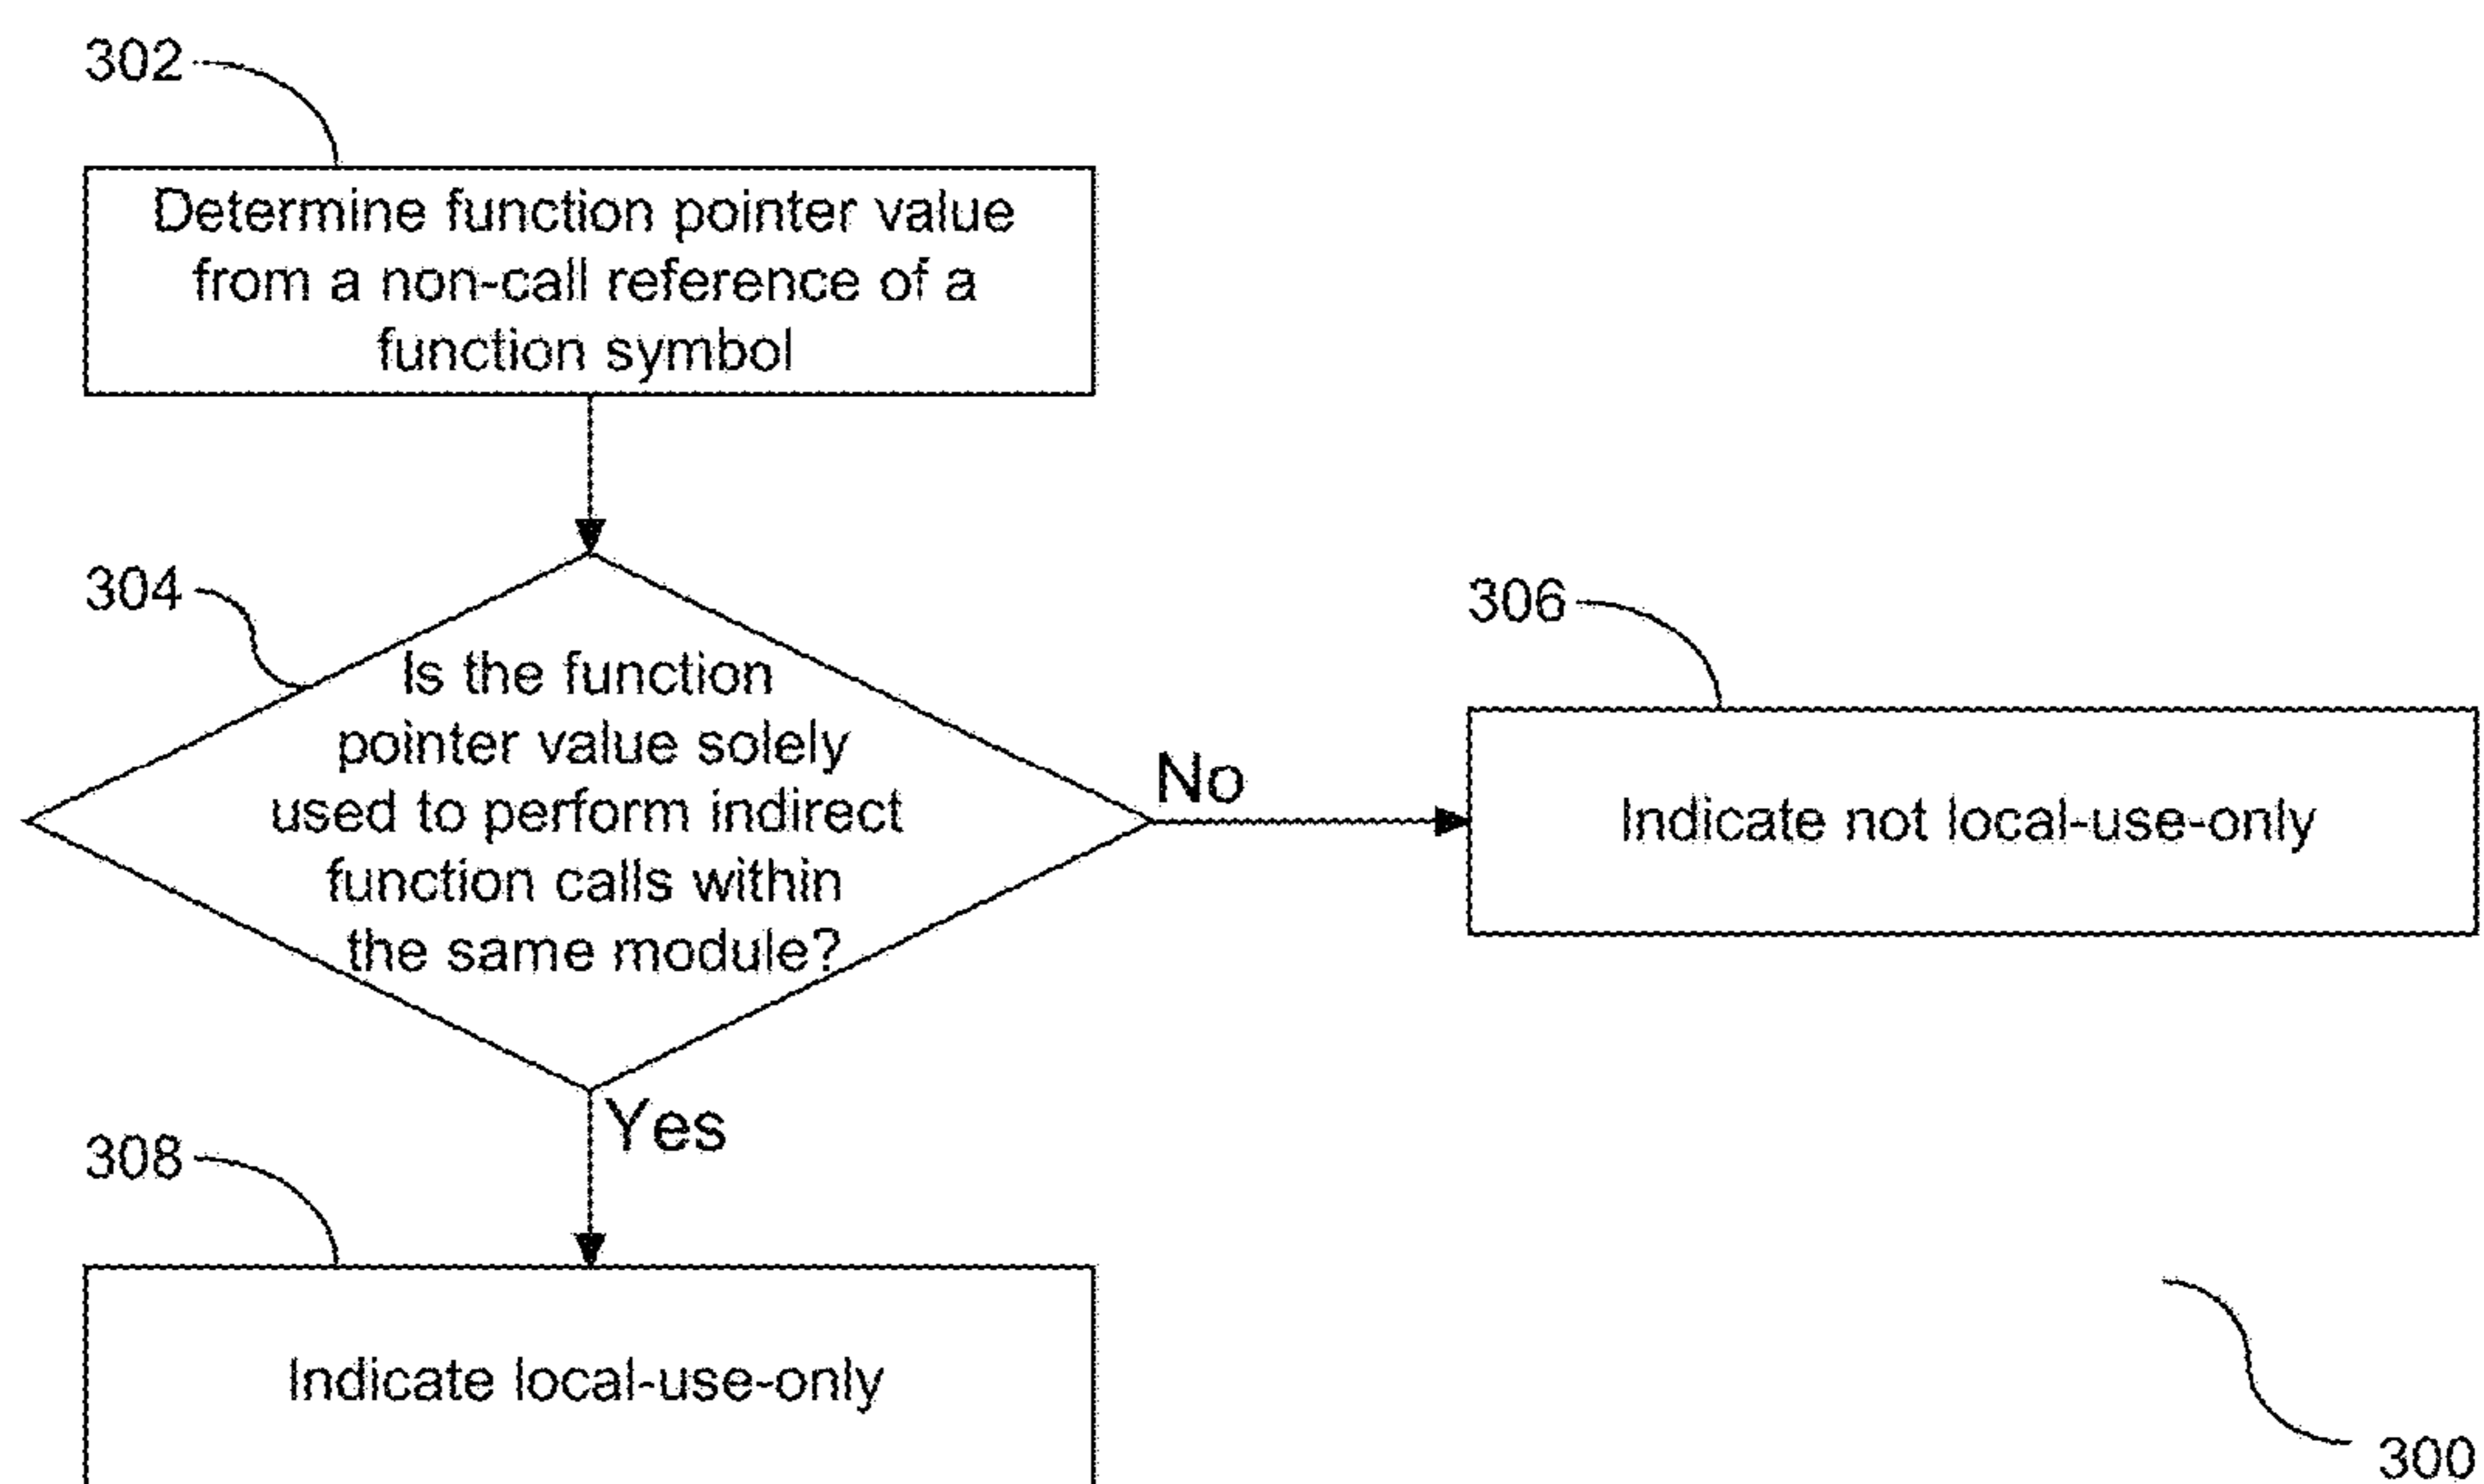 302
Determine function pointer value
from a non-call reference of a
function symbol
304
Is the function
pointer value solely
used to perform indirect
function calls within
the same module?
No
306
Indicate not local-use-only
Yes
308
Indicate local-use-only
300